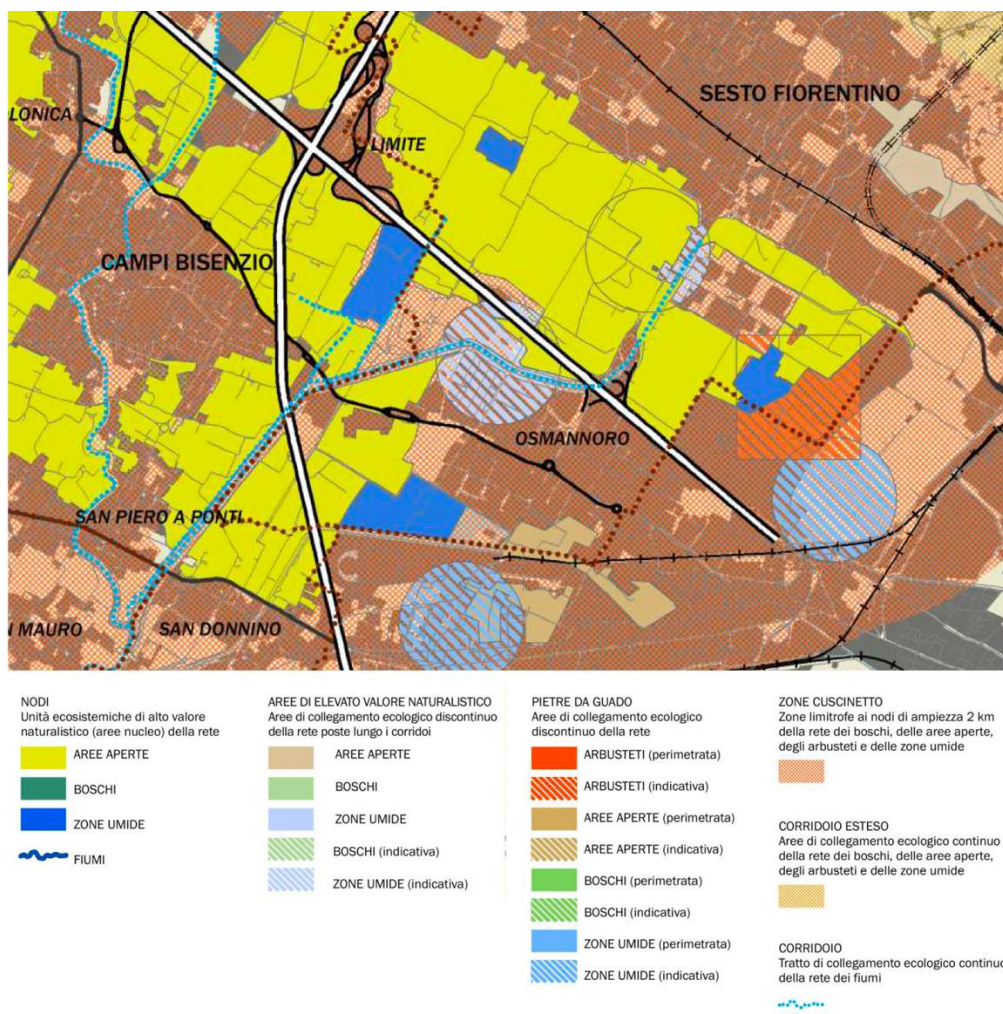 SESTO FIORENTINO
LONICA
LIMITE
CAMPI BISENZIO
OSMANNORO
SAN PIERO A PONTI
N MAURO
SAN DONNINO
NODI
Unità ecosistemiche di alto valore
naturalistico (aree nucleo) della rete
AREE APERTE
BOSCHI
ZONE UMIDE
FIUMI
AREE DI ELEVATO VALORE NATURALISTICO
Aree di collegamento ecologico discontinuo
della rete poste lungo i corridoi
AREE APERTE
BOSCHI
ZONE UMIDE
BOSCHI (indicativa)
ZONE UMIDE (indicativa)
PIETRE DA GUADO
Aree di collegamento ecologico
discontinuo della rete
ARBUSTETI (perimetrata)
ARBUSTETI (indicativa)
AREE APERTE (perimetrata)
AREE APERTE (indicativa)
BOSCHI (perimetrata)
BOSCHI (indicativa)
ZONE UMIDE (perimetrata)
ZONE UMIDE (indicativa)
ZONE CUSCINETTO
Zone limitrofe ai nodi di ampiezza 2 km
della rete dei boschi, delle aree aperte,
degli arbusteti e delle zone umide
CORRIDOIO ESTESO
Aree di collegamento ecologico continuo
della rete dei boschi, delle aree aperte,
degli arbusteti e delle zone umide
CORRIDOIO
Tratto di collegamento ecologico continuo
della rete dei fiumi